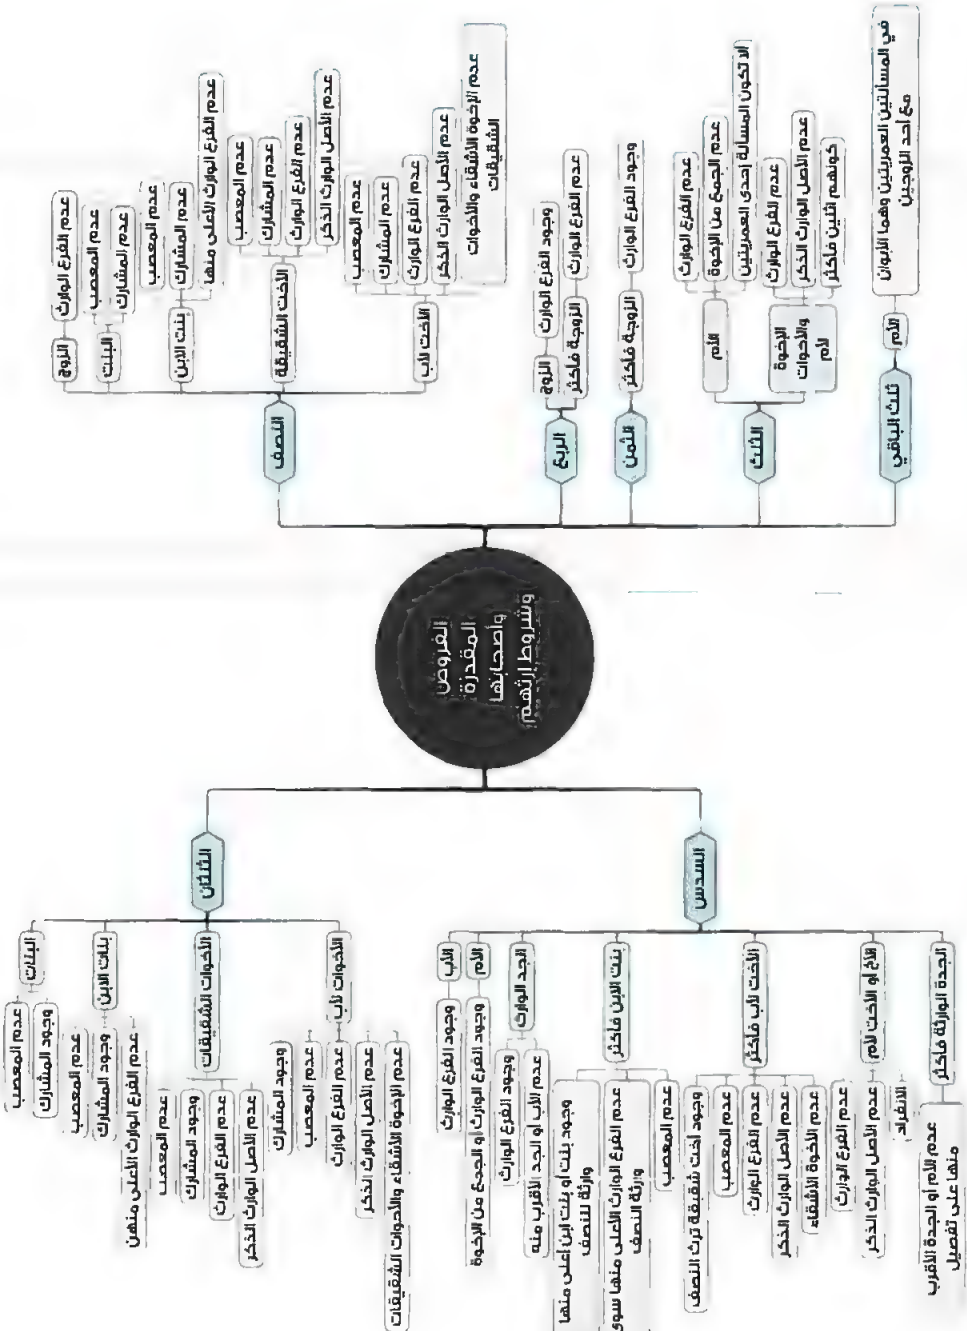 الفروض
المقدرة
وأصحابها
وشروط إرثهم
النصف
الزوج
عدم الفرع الوارث
البنت
عدم المعصب
عدم المشارك
بنت الابن
عدم المعصب
عدم المشارك
عدم الفرع الوارث الأعلى منها
الأخت الشقيقة
عدم المعصب
عدم المشارك
عدم الفرع الوارث
عدم الأصل الوارث الذكر
الأخت لأب
عدم المعصب
عدم المشارك
عدم الفرع الوارث
عدم الأصل الوارث الذكر
عدم الإخوة الأشقاء والأخوات
الشقيقات
الربع
الزوج
وجود الفرع الوارث
الزوجة فأكثر
عدم الفرع الوارث
الثمن
الزوجة فأكثر
وجود الفرع الوارث
الثلث
الأم
عدم الفرع الوارث
عدم الجمع من الإخوة
ألا تكون المسألة إحدى العمريتين
الإخوة
والأخوات
لأم
عدم الفرع الوارث
عدم الأصل الوارث الذكر
كونهم اثنين فأكثر
ثلث الباقي
الأم
في المسألتين العمريتين وهما الأبوان
مع أحد الزوجين
الثلثان
البنات
عدم المعصب
وجود المشارك
بنات الابن
عدم المعصب
وجود المشارك
عدم الفرع الوارث الأعلى منهن
الأخوات الشقيقات
عدم المعصب
وجود المشارك
عدم الفرع الوارث
عدم الأصل الوارث الذكر
الأخوات لأب
وجود المشارك
عدم المعصب
عدم الفرع الوارث
عدم الأصل الوارث الذكر
عدم الإخوة الأشقاء والأخوات الشقيقات
السدس
الأب
وجود الفرع الوارث
الأم
وجود الفرع الوارث أو الجمع من الإخوة
الجد الوارث
وجود الفرع الوارث
عدم الأب أو الجد الأقرب منه
بنت الابن فأكثر
وجود بنت أو بنت ابن أعلى منها
وارثة للنصف
عدم الفرع الوارث الأعلى منها سوى
وارثة النصف
عدم المعصب
الأخت لأب فأكثر
وجود أخت شقيقة ترث النصف
عدم المعصب
عدم الفرع الوارث
عدم الأصل الوارث الذكر
عدم الأخوة الأشقاء
الأخ أو الأخت لأم
عدم الفرع الوارث
عدم الأصل الوارث الذكر
الانفراد
الجدة الوارثة فأكثر
عدم الأم أو الجدة الأقرب
منها على تفصيل